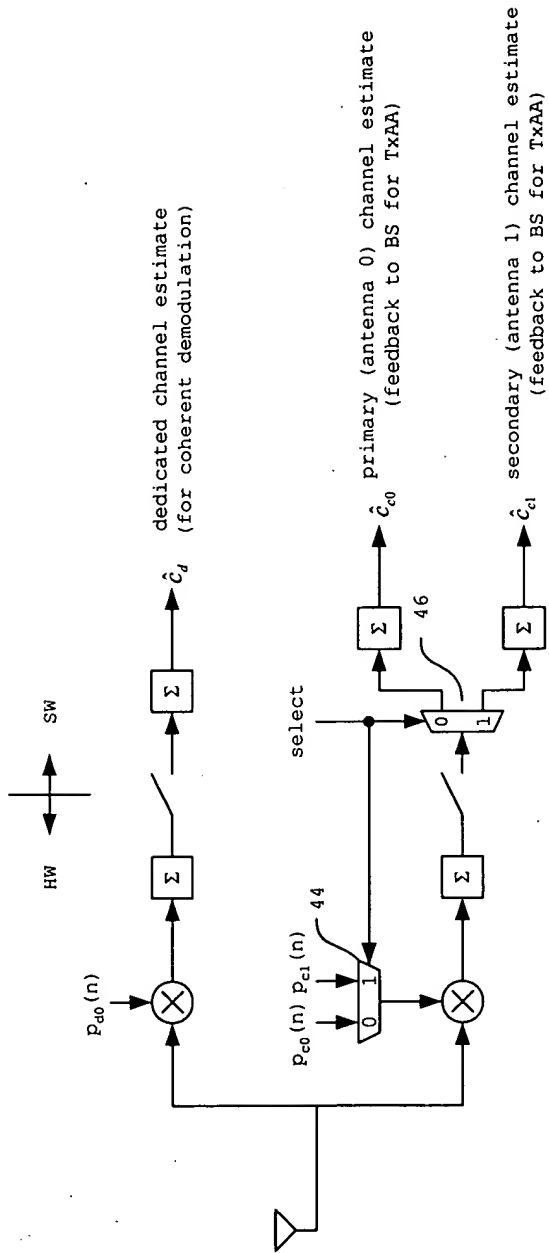 HW
SW
p_d0(n)
Σ
Σ
ĉ_d
dedicated channel estimate
(for coherent demodulation)
select
44
p_c0(n) p_c1(n)
0 1
Σ
46
0
1
Σ
ĉ_c0
primary (antenna 0) channel estimate
(feedback to BS for TxAA)
Σ
ĉ_c1
secondary (antenna 1) channel estimate
(feedback to BS for TxAA)